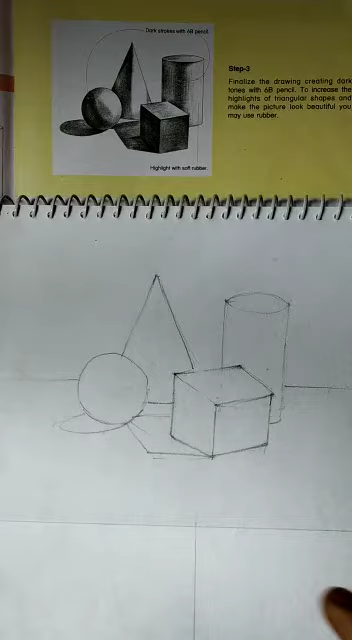 Dark strokes with 6B pencil.
Step-3
Finalize the drawing creating dark
tones with 6B pencil. To increase the
highlights of triangular shapes and
make the picture look beautiful you
may use rubber.
Highlight with soft rubber.